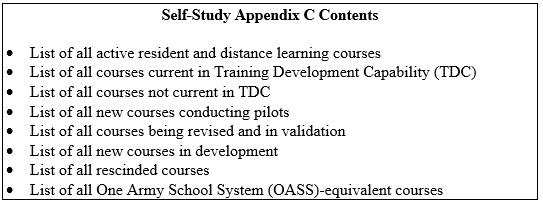 Self-Study Appendix C Contents
• List of all active resident and distance learning courses
• List of all courses current in Training Development Capability (TDC)
• List of all courses not current in TDC
• List of all new courses conducting pilots
• List of all courses being revised and in validation
• List of all new courses in development
• List of all rescinded courses
• List of all One Army School System (OASS)-equivalent courses